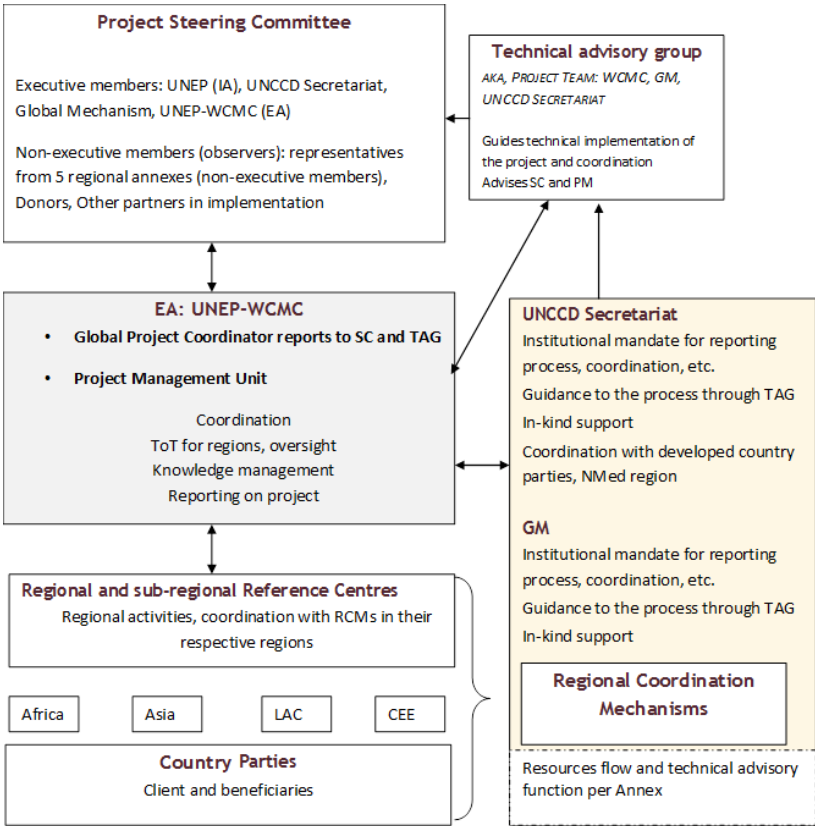 Project Steering Committee
Executive members: UNEP (IA), UNCCD Secretariat,
Global Mechanism, UNEP-WCMC (EA)
Non-executive members (observers): representatives
from 5 regional annexes (non-executive members),
Donors, Other partners in implementation
Technical advisory group
AKA, PROJECT TEAM: WCMC, GM,
UNCCD SECRETARIAT
Guides technical implementation of
the project and coordination
Advises SC and PM
EA: UNEP-WCMC
• Global Project Coordinator reports to SC and TAG
• Project Management Unit
Coordination
ToT for regions, oversight
Knowledge management
Reporting on project
UNCCD Secretariat
Institutional mandate for reporting
process, coordination, etc.
Guidance to the process through TAG
In-kind support
Coordination with developed country
parties, NMed region
GM
Institutional mandate for reporting
process, coordination, etc.
Guidance to the process through TAG
In-kind support
Regional Coordination
Mechanisms
Resources flow and technical advisory
function per Annex
Regional and sub-regional Reference Centres
Regional activities, coordination with RCMs in their
respective regions
Africa
Asia
LAC
CEE
Country Parties
Client and beneficiaries